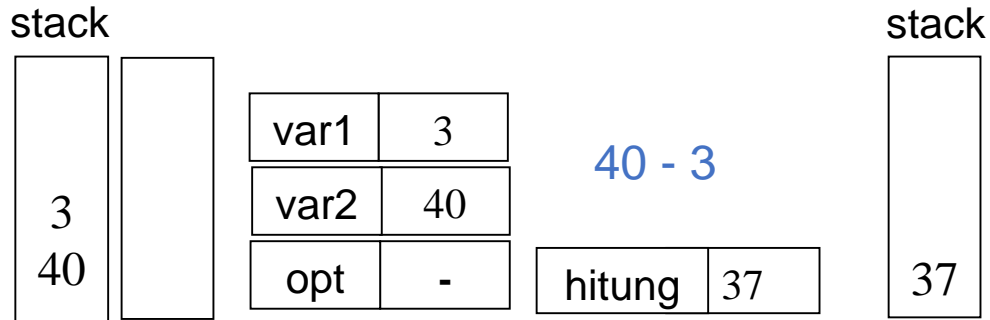 stack
stack
3
40
var1 3
var2 40
opt -
40 - 3
hitung 37
37